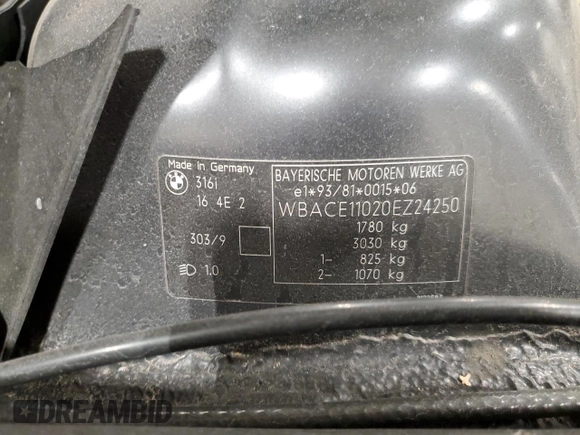 Made in Germany
316i
16 4E 2
303/9
1.0
BAYERISCHE MOTOREN WERKE AG
e1*93/81*0015*06
WBACE11020EZ24250
1780 kg
3030 kg
1- 825 kg
2- 1070 kg
DREAMBID